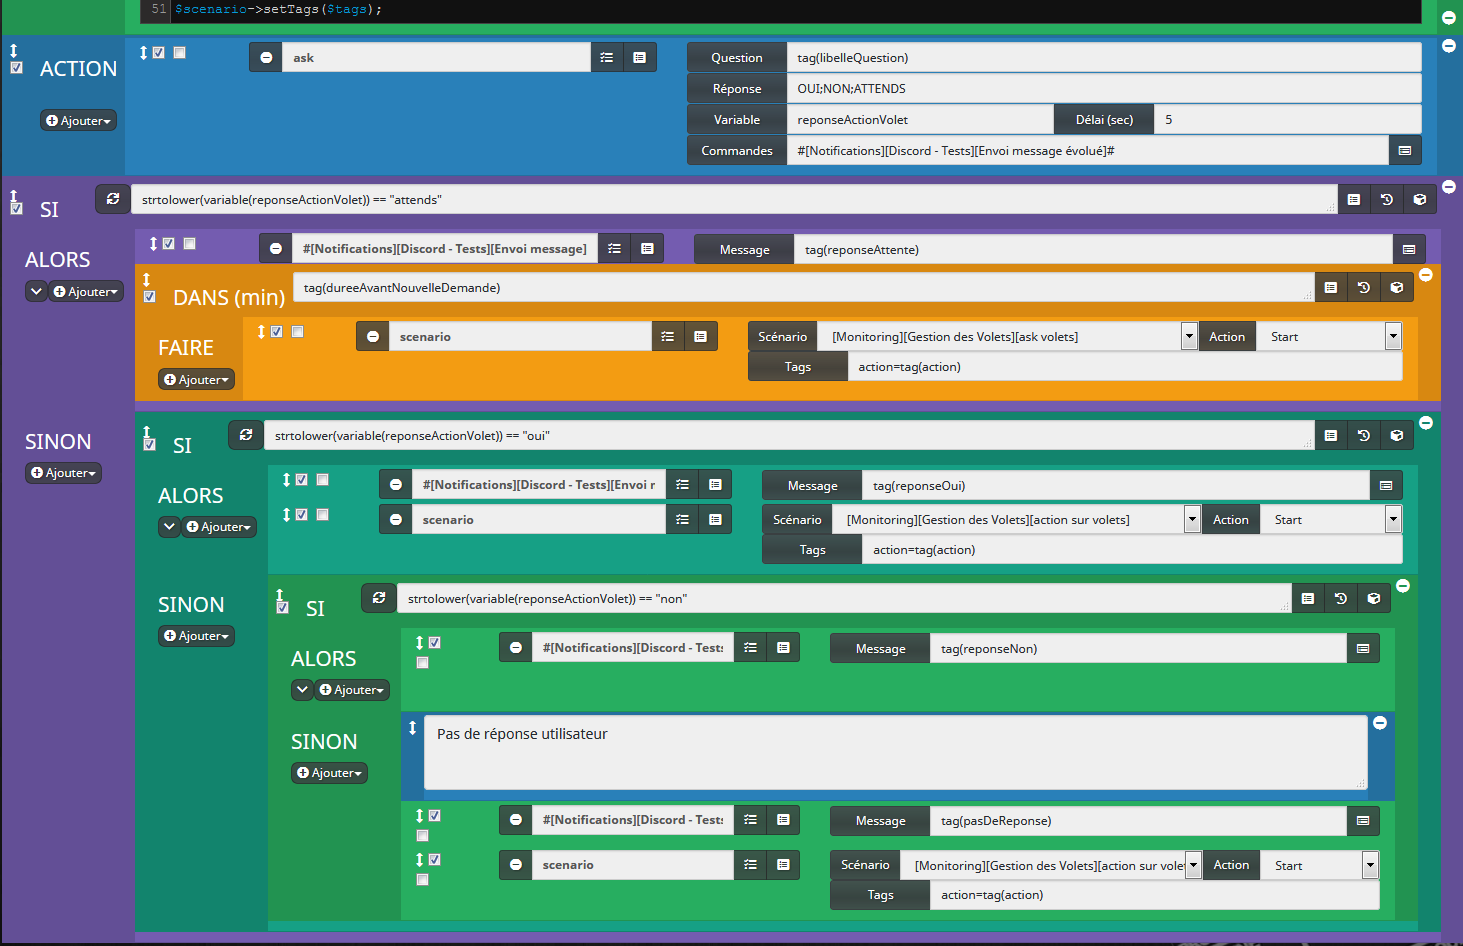 51 $scenario->setTags($tags);
ACTION
Ajouter
ask
Question tag(libelleQuestion)
Réponse OUI;NON;ATTENDS
Variable reponseActionVolet Délai (sec) 5
Commandes #[Notifications][Discord - Tests][Envoi message évolué]#
SI strtolower(variable(reponseActionVolet)) == "attends"
ALORS
Ajouter
#[Notifications][Discord - Tests][Envoi message] Message tag(reponseAttente)
DANS (min) tag(dureeAvantNouvelleDemande)
FAIRE
Ajouter
scenario Scénario [Monitoring][Gestion des Volets][ask volets] Action Start
Tags action=tag(action)
SINON
Ajouter
SI strtolower(variable(reponseActionVolet)) == "oui"
ALORS
Ajouter
#[Notifications][Discord - Tests][Envoi r Message tag(reponseOui)
scenario Scénario [Monitoring][Gestion des Volets][action sur volets] Action Start
Tags action=tag(action)
SINON
Ajouter
SI strtolower(variable(reponseActionVolet)) == "non"
ALORS
Ajouter
#[Notifications][Discord - Tests Message tag(reponseNon)
SINON
Ajouter
Pas de réponse utilisateur
#[Notifications][Discord - Tests Message tag(pasDeReponse)
scenario Scénario [Monitoring][Gestion des Volets][action sur volet Action Start
Tags action=tag(action)